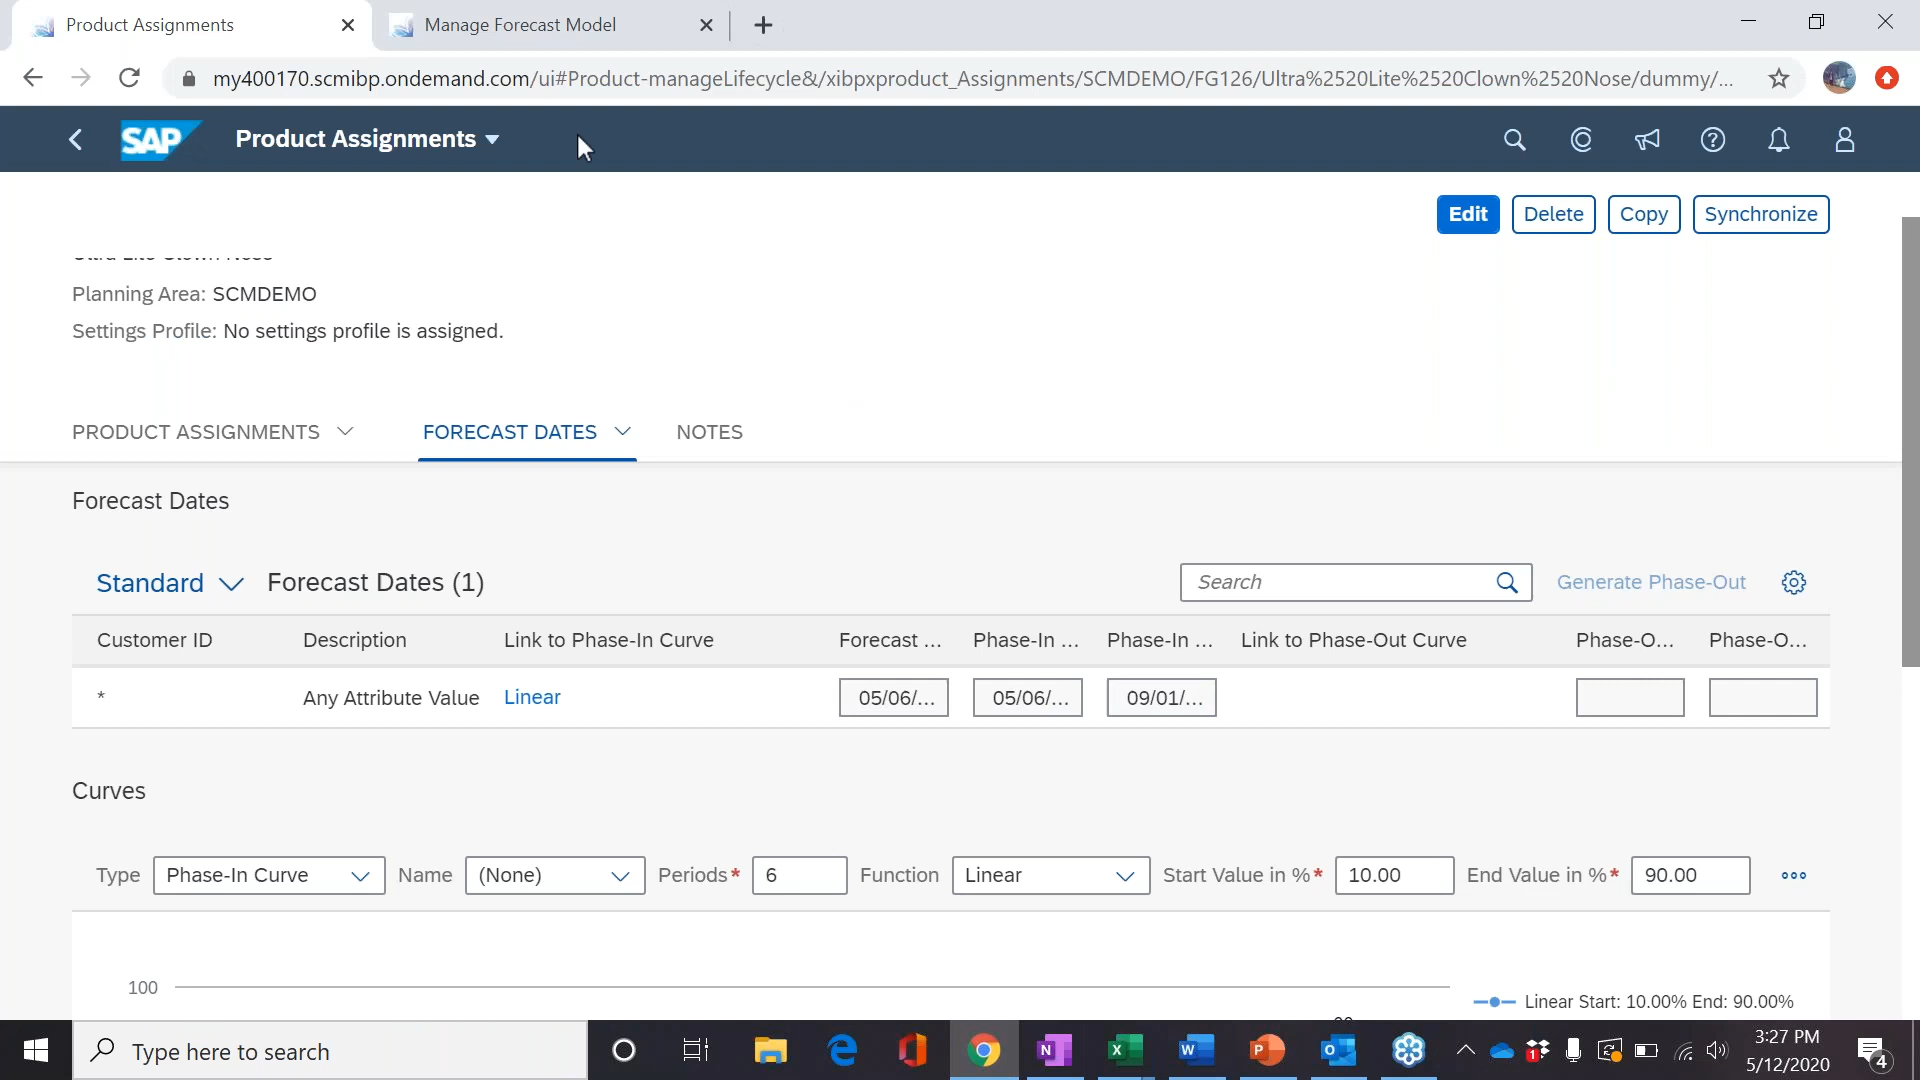 Product Assignments
Manage Forecast Model
my400170.scmibp.ondemand.com/ui#Product-manageLifecycle&/xibpxproduct_Assignments/SCMDEMO/FG126/Ultra%2520Lite%2520Clown%2520Nose/dummy/...
SAP Product Assignments
Edit Delete Copy Synchronize
Ultra Lite Clown Nose
Planning Area: SCMDEMO
Settings Profile: No settings profile is assigned.
PRODUCT ASSIGNMENTS FORECAST DATES NOTES
Forecast Dates
Standard Forecast Dates (1) Search Generate Phase-Out
Customer ID Description Link to Phase-In Curve Forecast ... Phase-In ... Phase-In ... Link to Phase-Out Curve Phase-O... Phase-O...
* Any Attribute Value Linear 05/06/... 05/06/... 09/01/...
Curves
Type Phase-In Curve Name (None) Periods* 6 Function Linear Start Value in %* 10.00 End Value in %* 90.00
100
Linear Start: 10.00% End: 90.00%
Type here to search
N X W P O 1
3:27 PM
5/12/2020
4